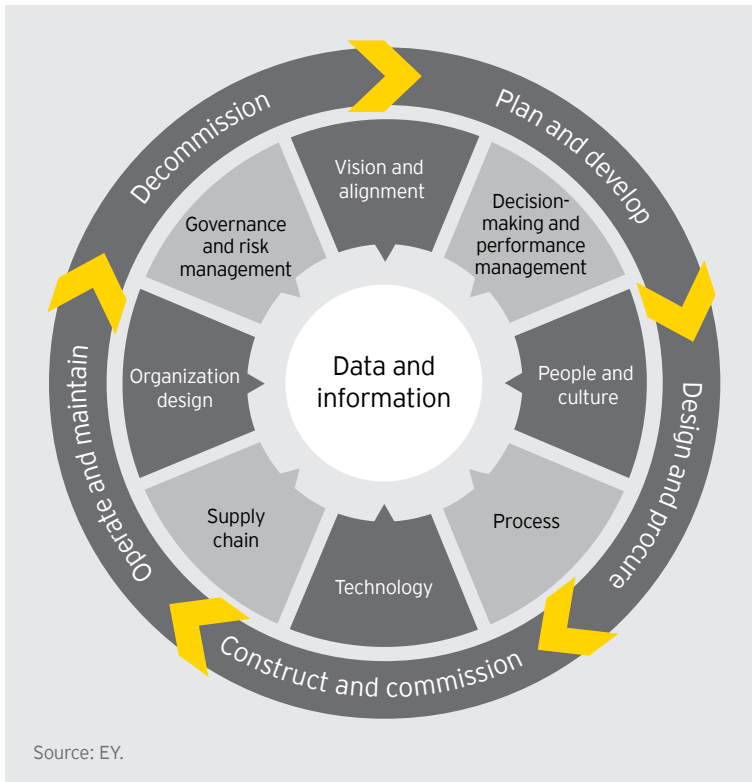 Decommission
Plan and develop
Design and procure
Construct and commission
Operate and maintain
Vision and
alignment
Decision-
making and
performance
management
People and
culture
Process
Technology
Supply
chain
Organization
design
Governance
and risk
management
Data and
information
Source: EY.